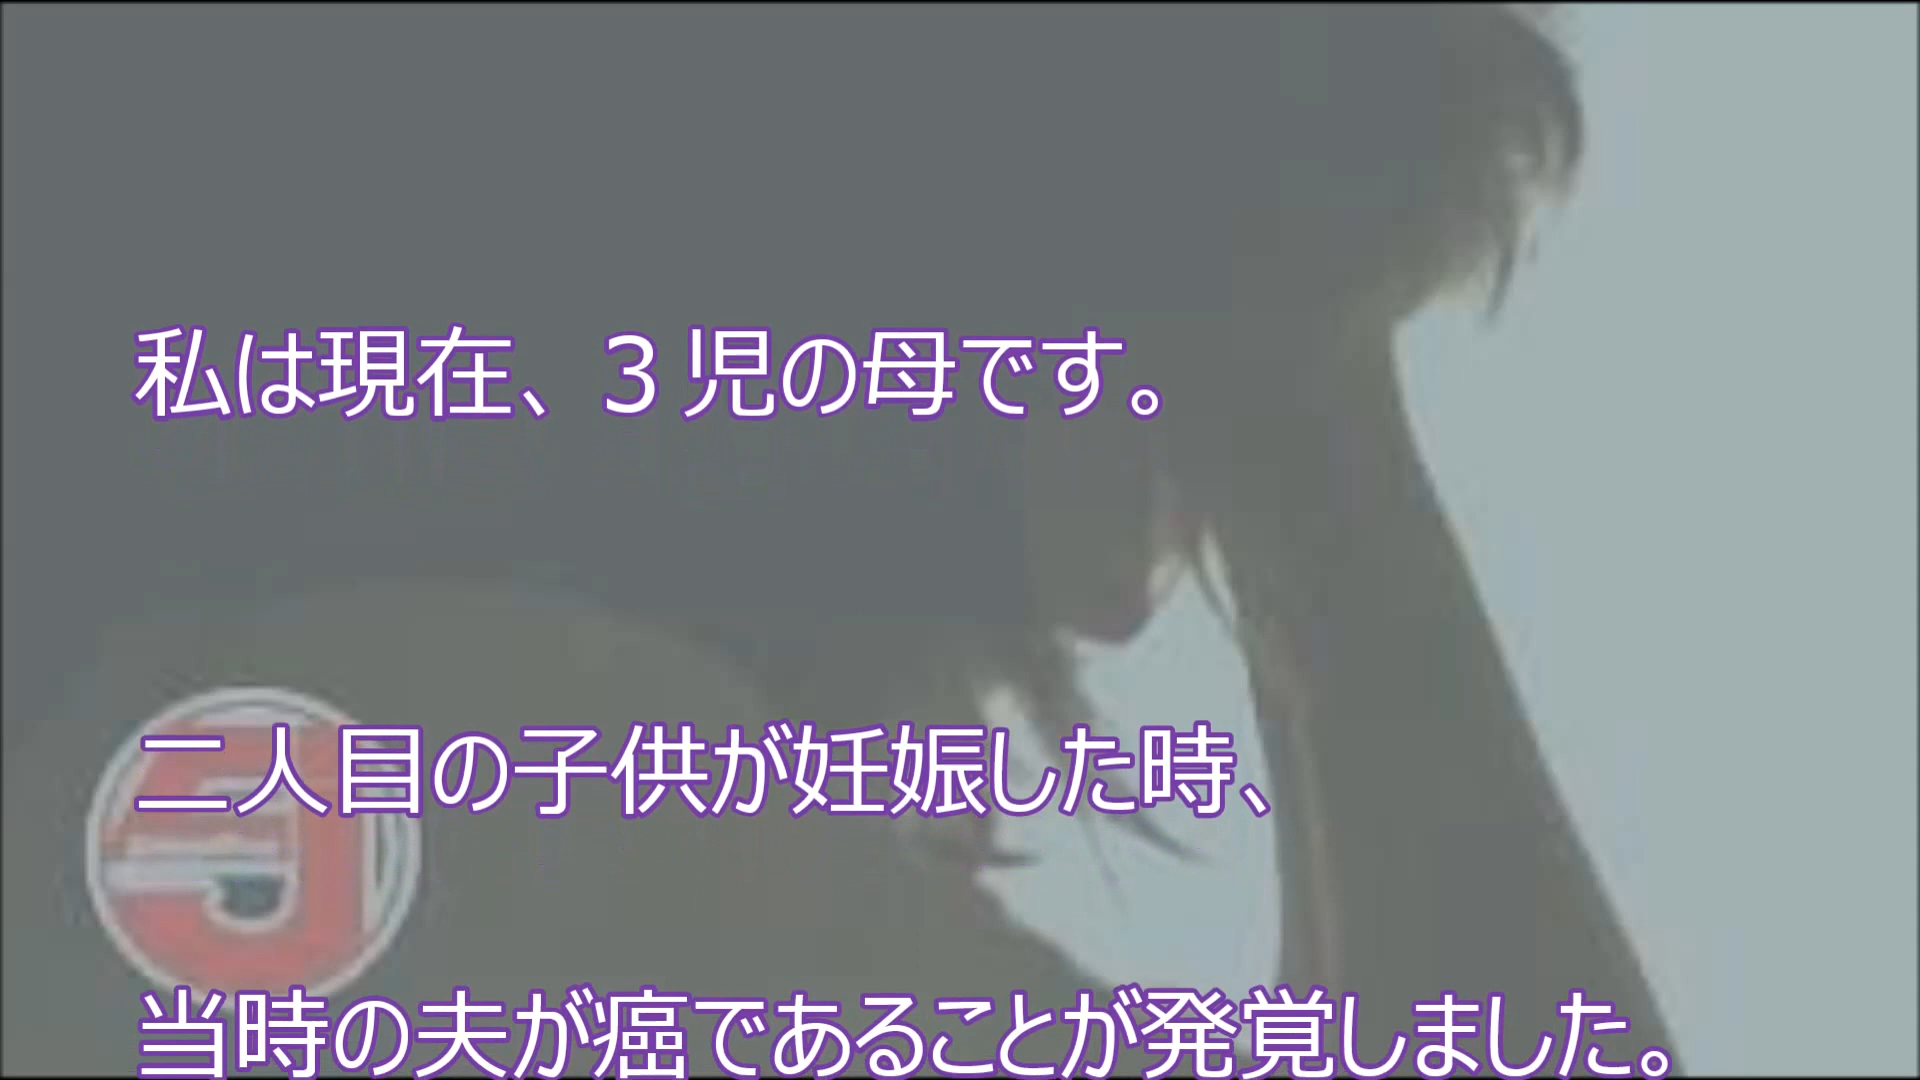 私は現在、３児の母です。
二人目の子供が妊娠した時、
当時の夫が癌であることが発覚しました。